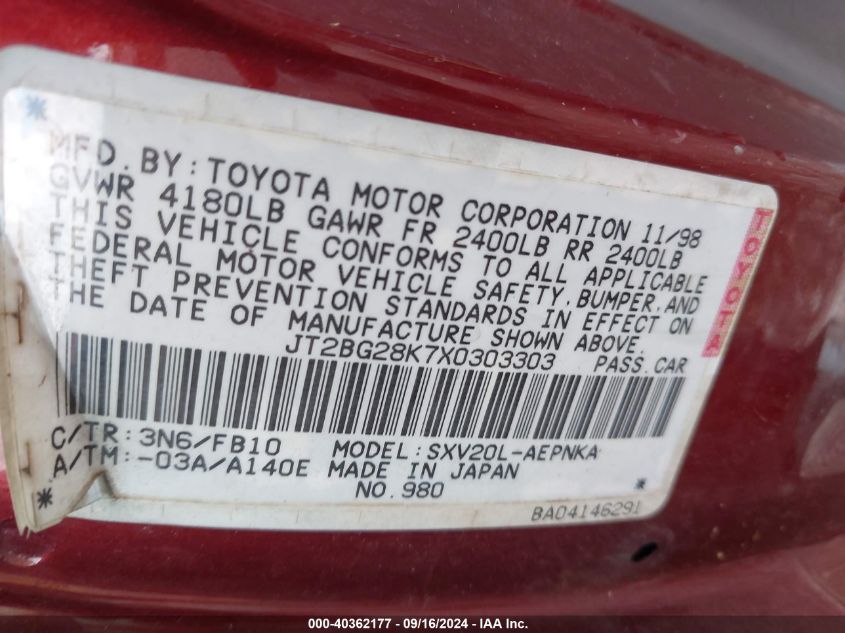 MFD. BY: TOYOTA MOTOR CORPORATION 11/98
GVWR 4180LB GAWR FR 2400LB RR 2400LB
THIS VEHICLE CONFORMS TO ALL APPLICABLE
FEDERAL MOTOR VEHICLE SAFETY, BUMPER, AND
THEFT PREVENTION STANDARDS IN EFFECT ON
THE DATE OF MANUFACTURE SHOWN ABOVE.
JT2BG28K7X0303303 PASS. CAR
TOYOTA
C/TR: 3N6/FB10 MODEL: SXV20L-AEPNKA
A/TM: -03A/A140E MADE IN JAPAN
NO. 980
BA04146291
000-40362177 - 09/16/2024 - IAA Inc.